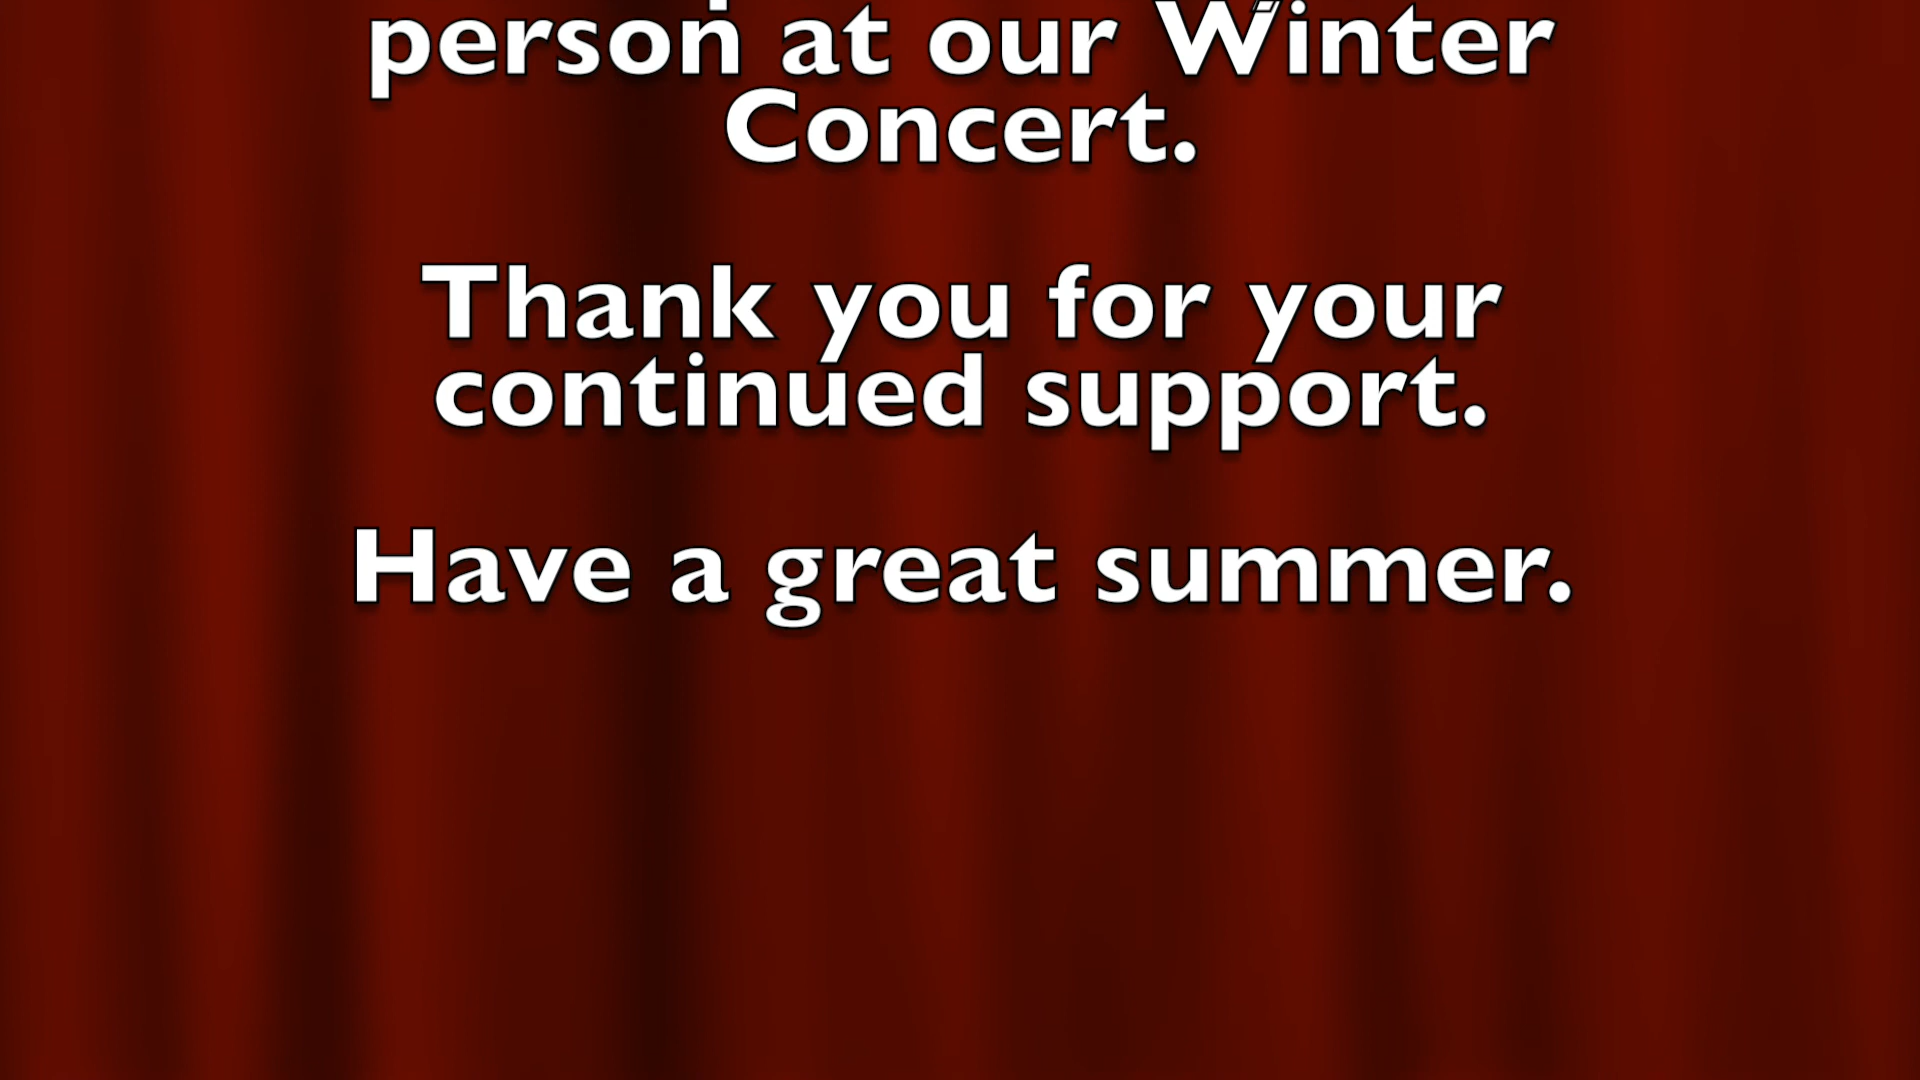 person at our Winter
Concert.
Thank you for your
continued support.
Have a great summer.